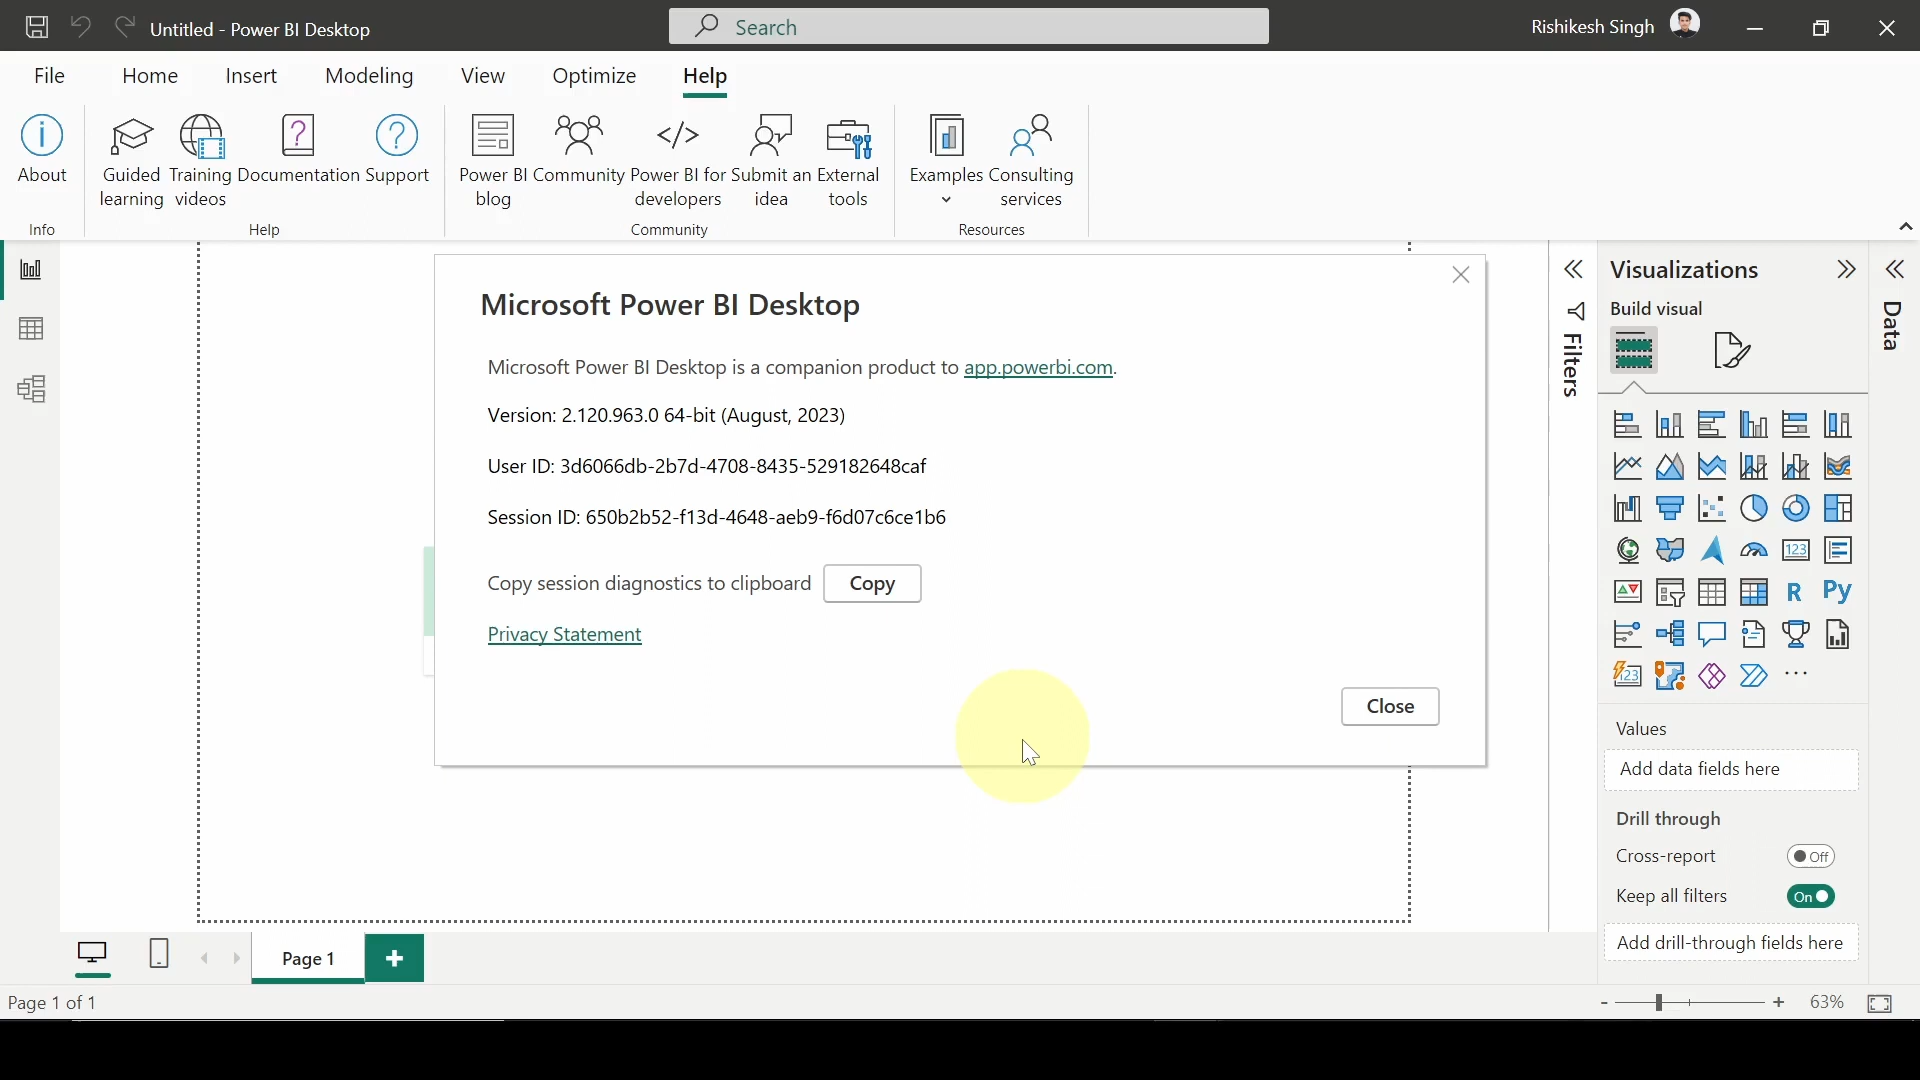 Untitled - Power BI Desktop
Search
Rishikesh Singh
File
Home
Insert
Modeling
View
Optimize
Help
About
Guided
learning
Training
videos
Documentation
Support
Power BI
blog
Community
Power BI for
developers
Submit an
idea
External
tools
Examples
Consulting
services
Info
Help
Community
Resources
Microsoft Power BI Desktop
Microsoft Power BI Desktop is a companion product to app.powerbi.com.
Version: 2.120.963.0 64-bit (August, 2023)
User ID: 3d6066db-2b7d-4708-8435-529182648caf
Session ID: 650b2b52-f13d-4648-aeb9-f6d07c6ce1b6
Copy session diagnostics to clipboard
Copy
Privacy Statement
Close
Filters
Visualizations
Build visual
123
R
Py
123
Values
Add data fields here
Drill through
Cross-report
Off
Keep all filters
On
Add drill-through fields here
Data
Page 1
Page 1 of 1
63%